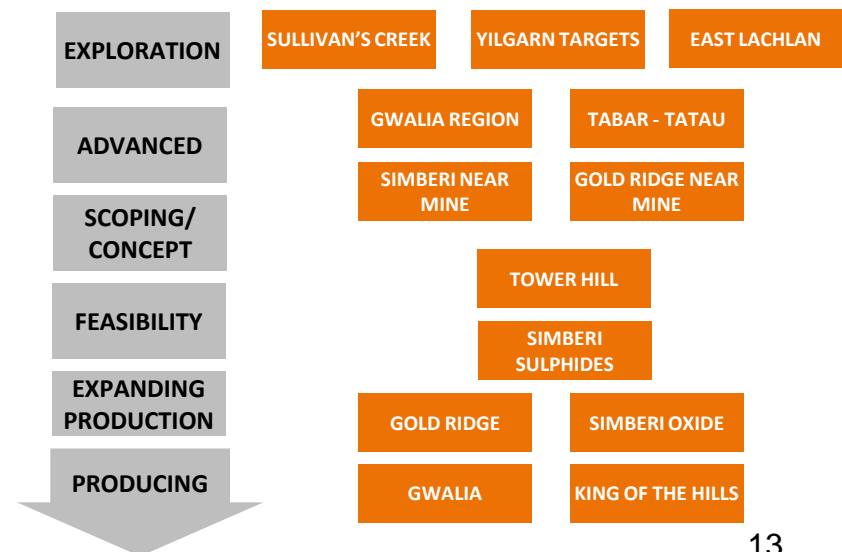 EXPLORATION
SULLIVAN'S CREEK
YILGARN TARGETS
EAST LACHLAN
ADVANCED
GWALIA REGION
TABAR - TATAU
SIMBERI NEAR
MINE
GOLD RIDGE NEAR
MINE
SCOPING/
CONCEPT
TOWER HILL
FEASIBILITY
SIMBERI
SULPHIDES
EXPANDING
PRODUCTION
GOLD RIDGE
SIMBERI OXIDE
PRODUCING
GWALIA
KING OF THE HILLS
13